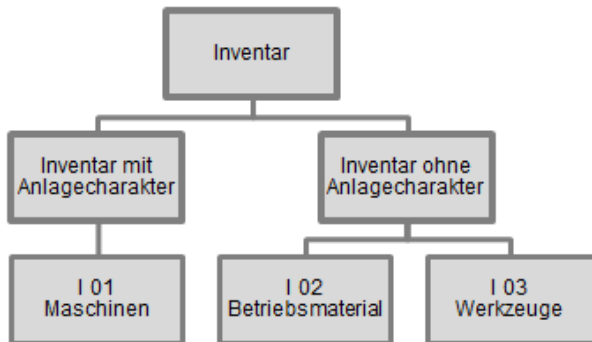 Inventar
Inventar mit
Anlagecharakter
Inventar ohne
Anlagecharakter
I 01
Maschinen
I 02
Betriebsmaterial
I 03
Werkzeuge